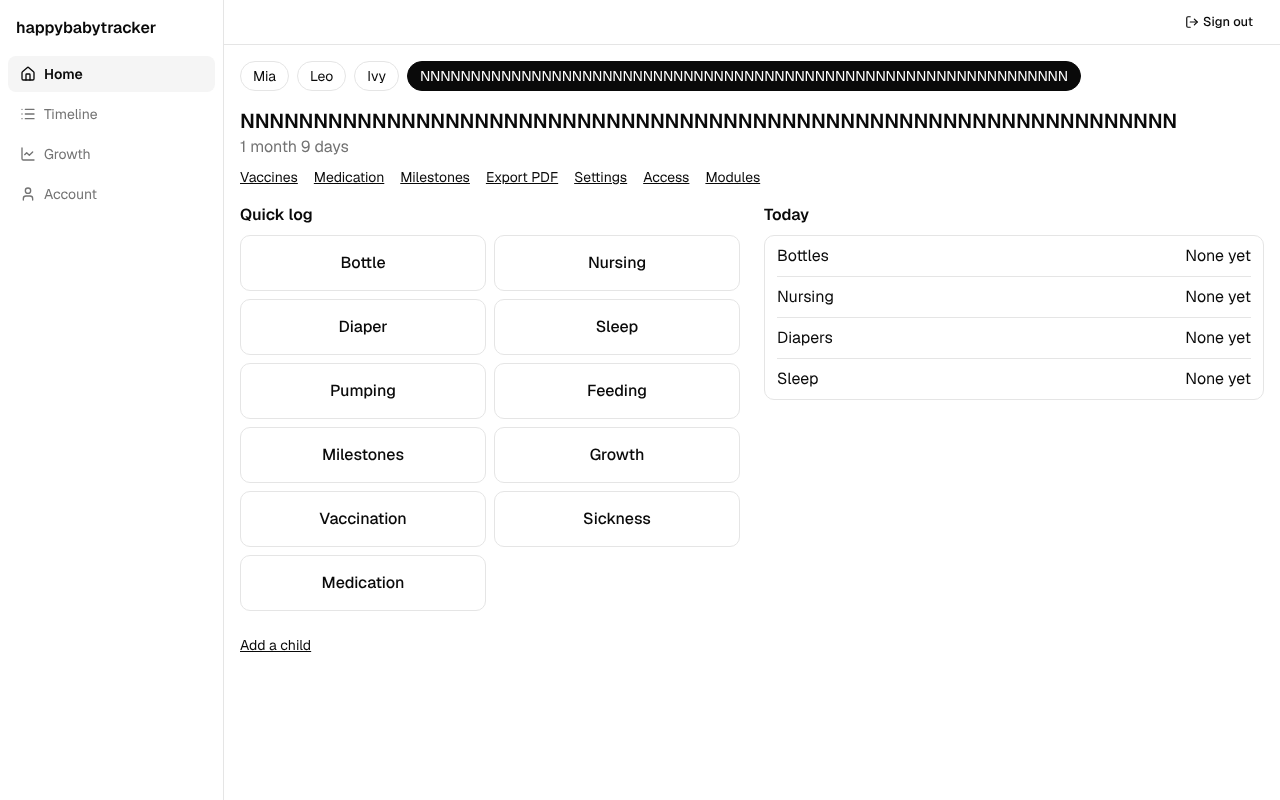 happybabytracker
Sign out
Home
Timeline
Growth
Account
Mia Leo Ivy NNNNNNNNNNNNNNNNNNNNNNNNNNNNNNNNNNNNNNNNNNNNNNNNNNNNNNNNNNNNNNNN
NNNNNNNNNNNNNNNNNNNNNNNNNNNNNNNNNNNNNNNNNNNNNNNNNNNNNNNNNNNNNNNN
1 month 9 days
Vaccines Medication Milestones Export PDF Settings Access Modules
Quick log
Bottle Nursing
Diaper Sleep
Pumping Feeding
Milestones Growth
Vaccination Sickness
Medication
Add a child
Today
Bottles None yet
Nursing None yet
Diapers None yet
Sleep None yet